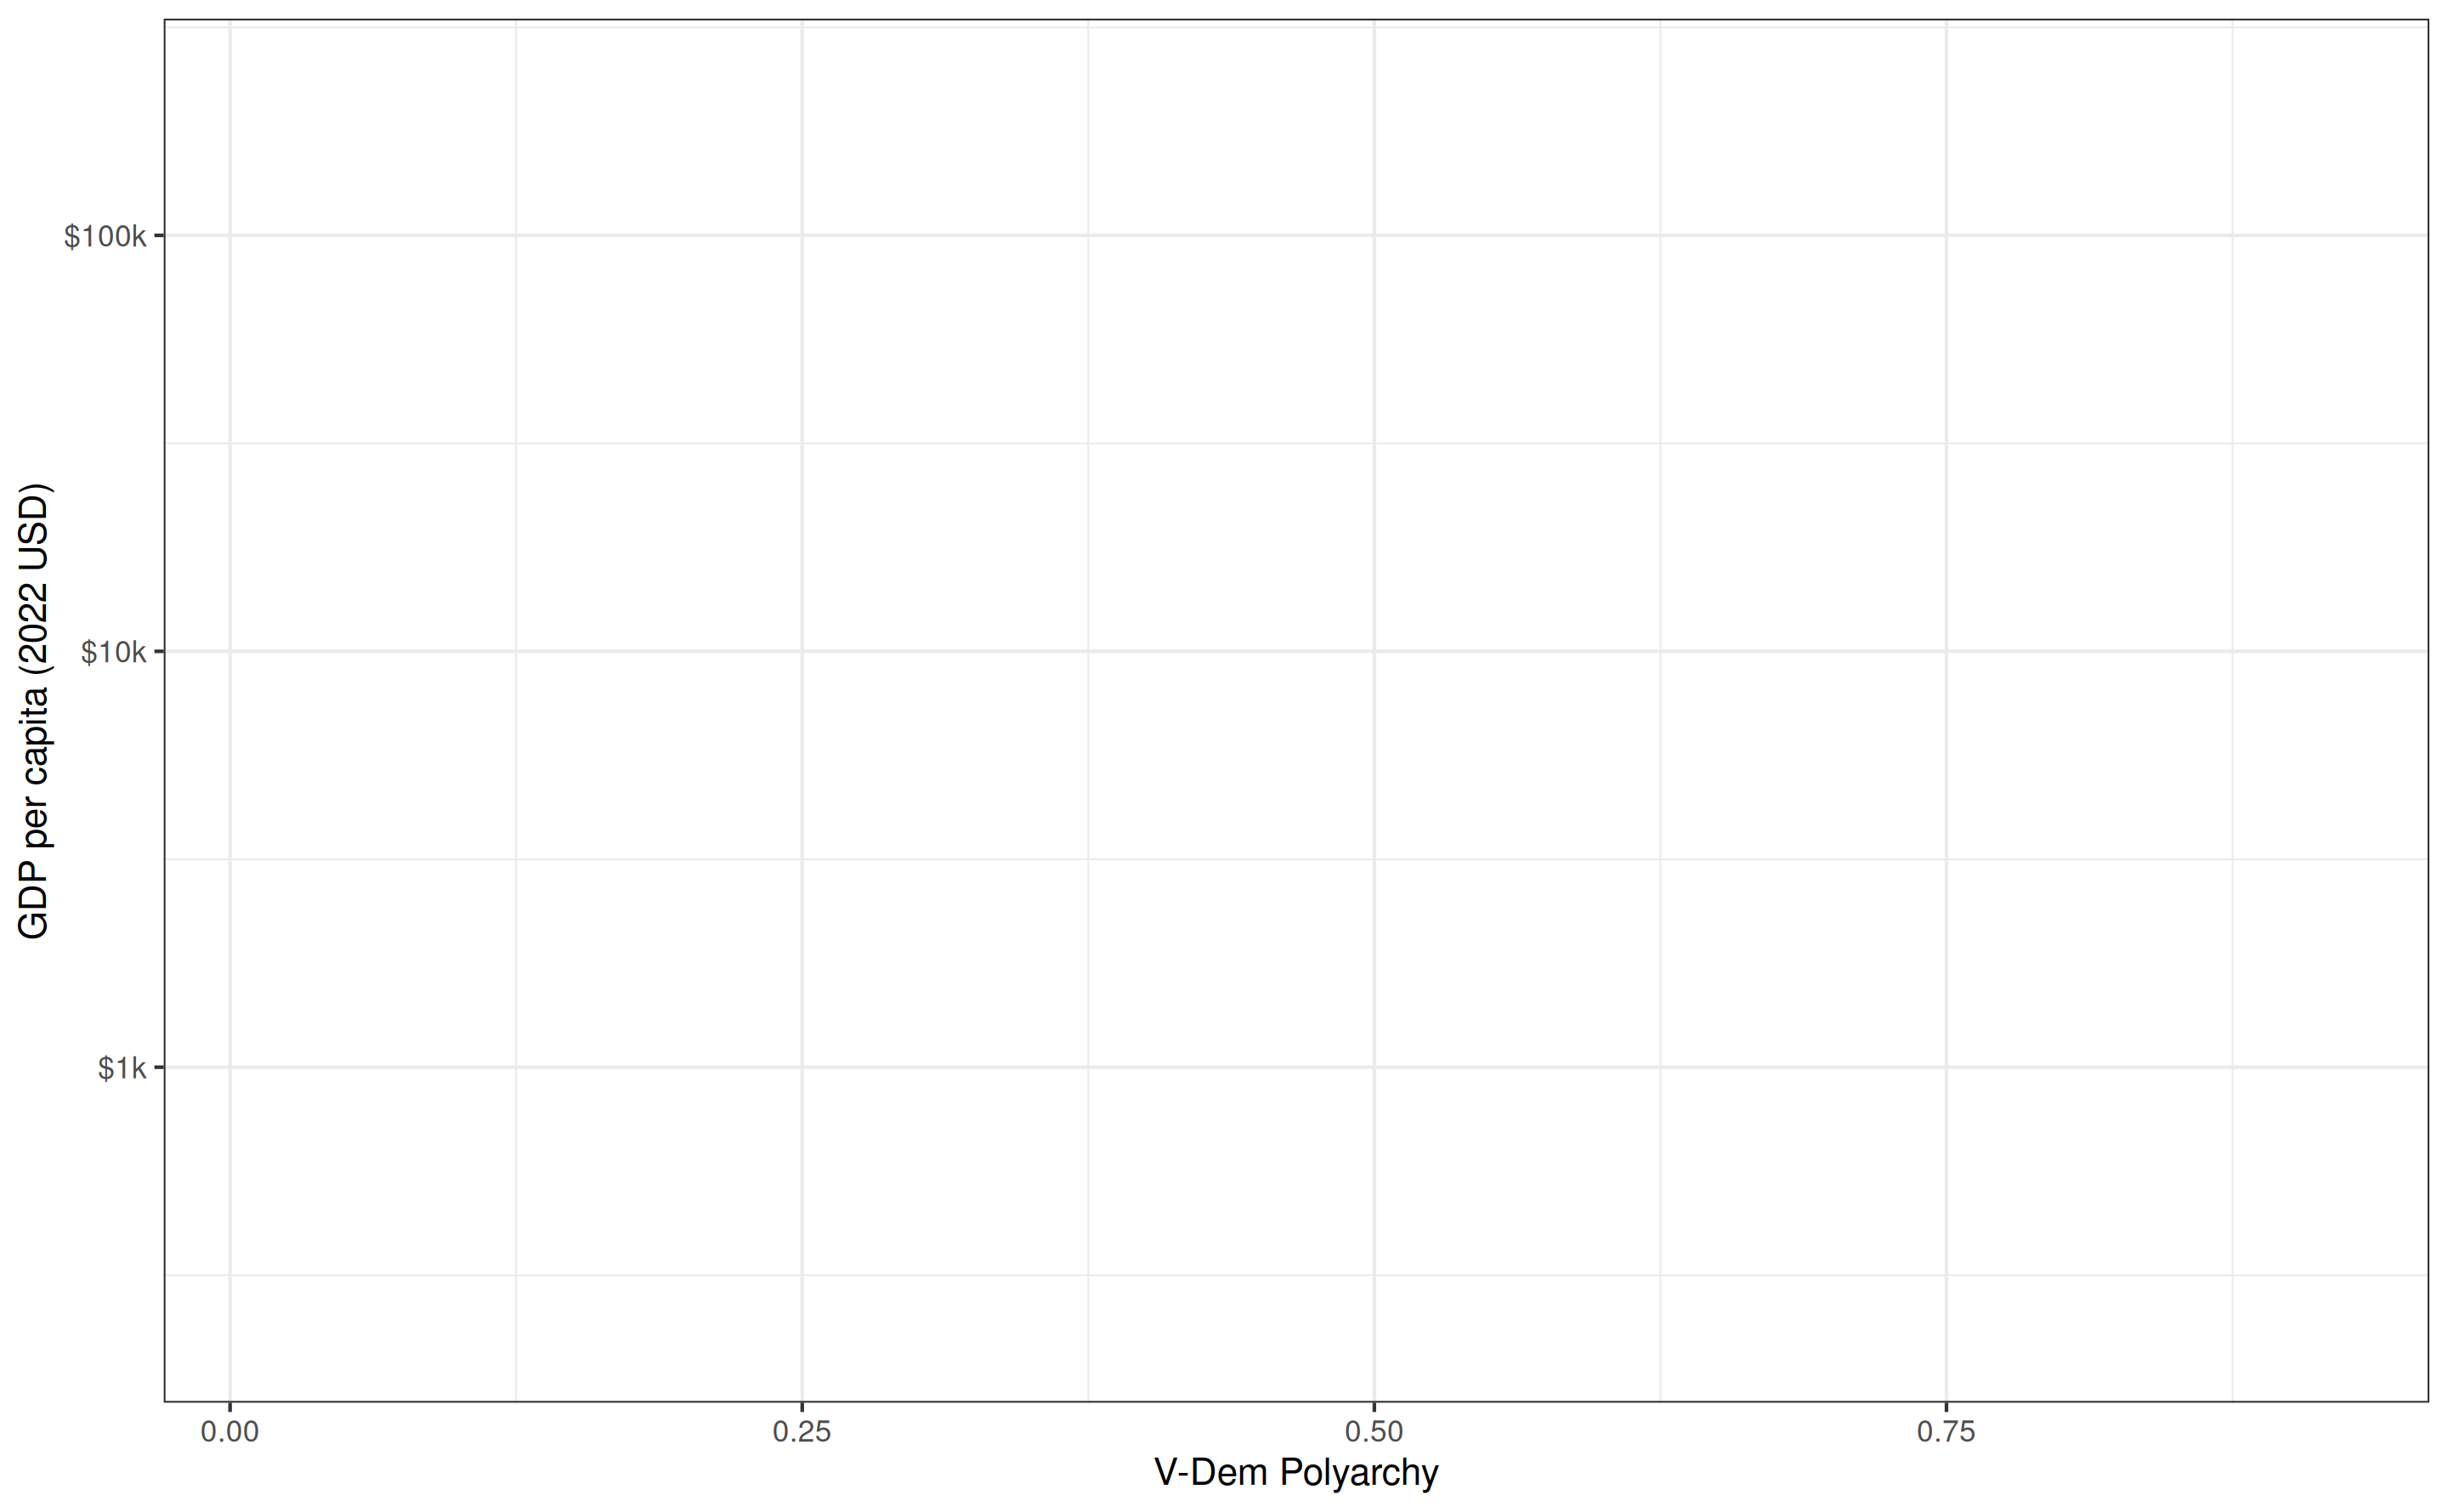 GDP per capita (2022 USD)
$100k
$10k
$1k
0.00
0.25
0.50
0.75
V-Dem Polyarchy